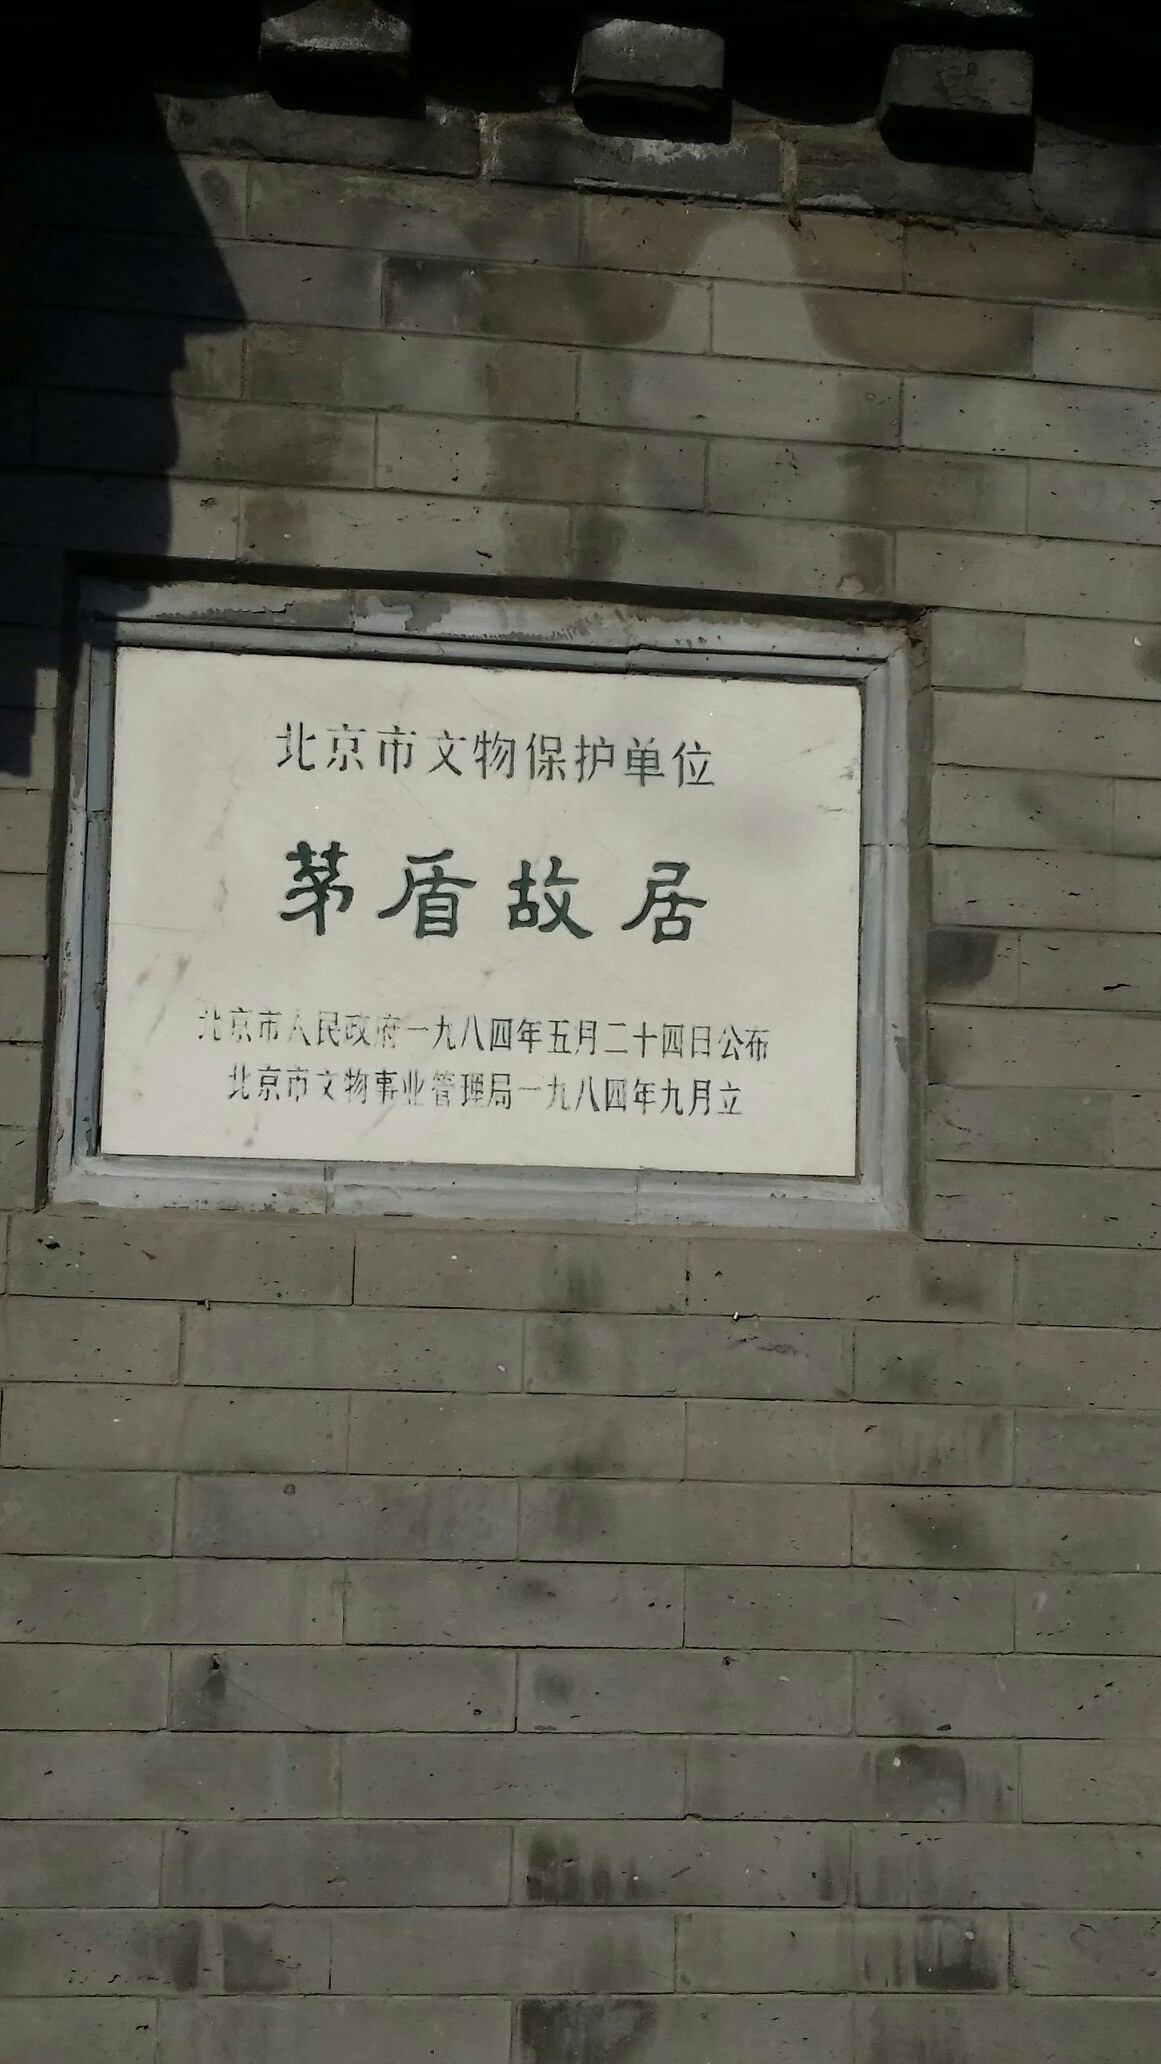 北京市文物保护单位
茅盾故居
北京市人民政府一九八四年五月二十四日公布
北京市文物事业管理局一九八四年九月立